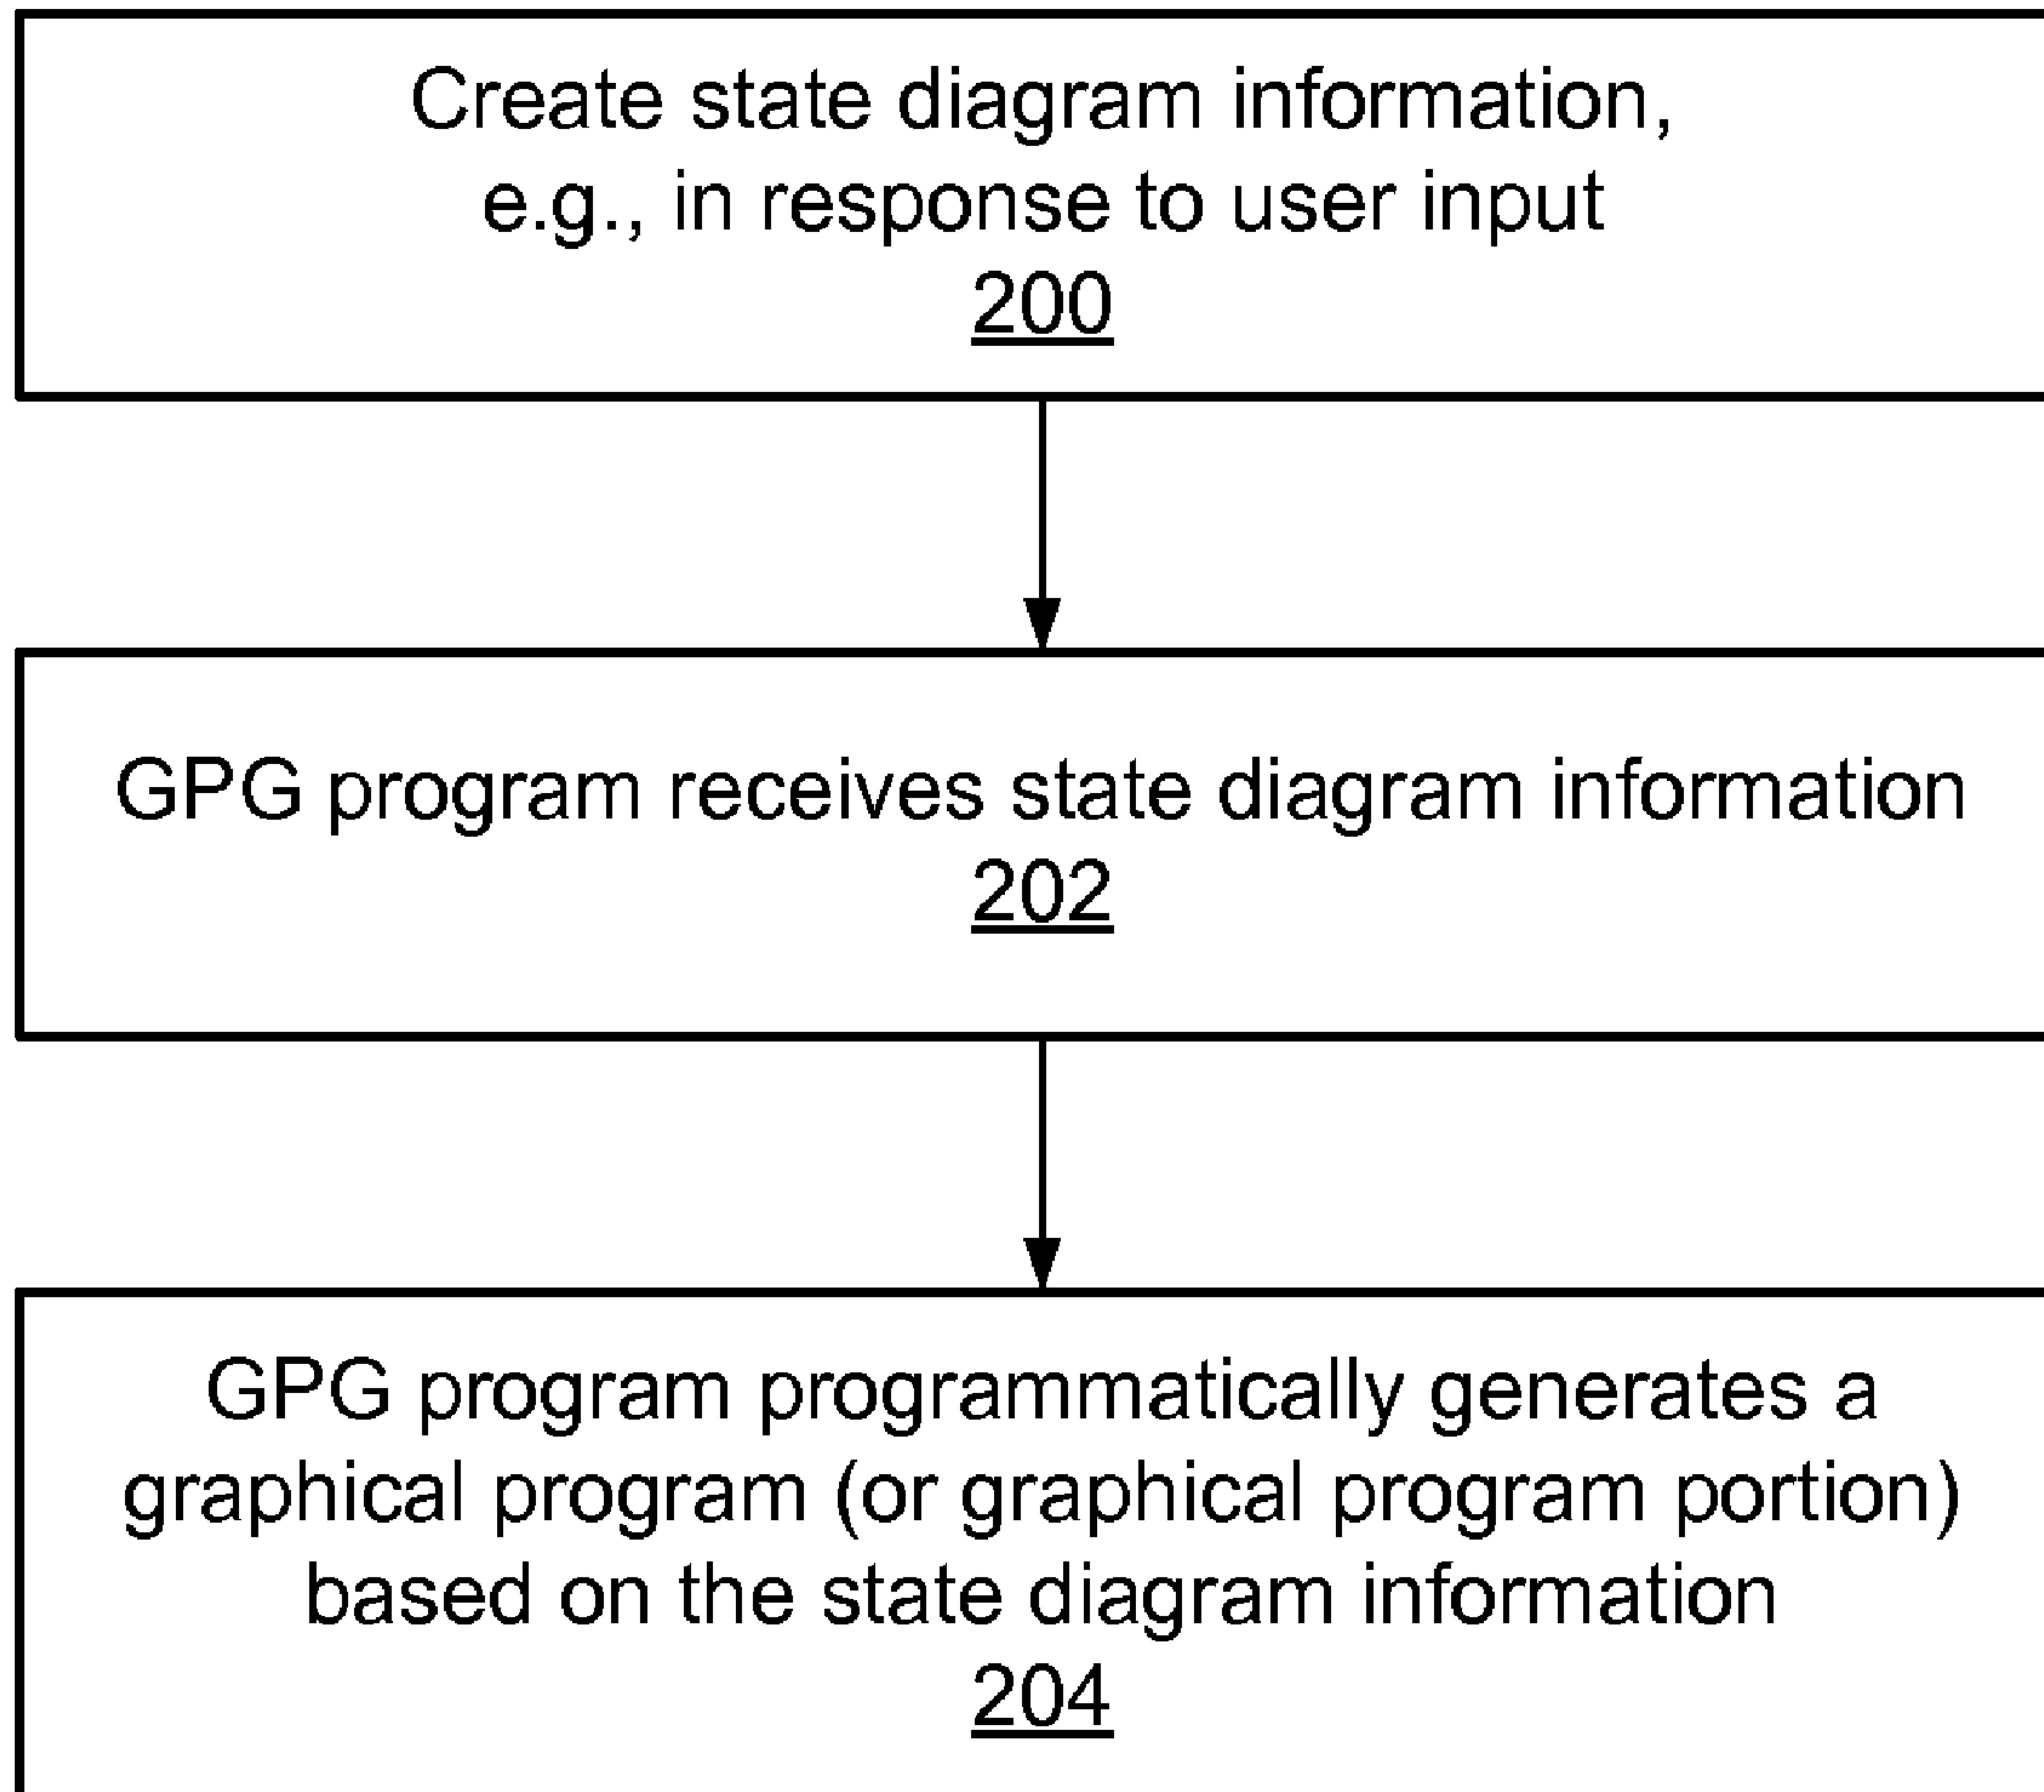 Create state diagram information,
e.g., in response to user input
200
GPG program receives state diagram information
202
GPG program programmatically generates a
graphical program (or graphical program portion)
based on the state diagram information
204